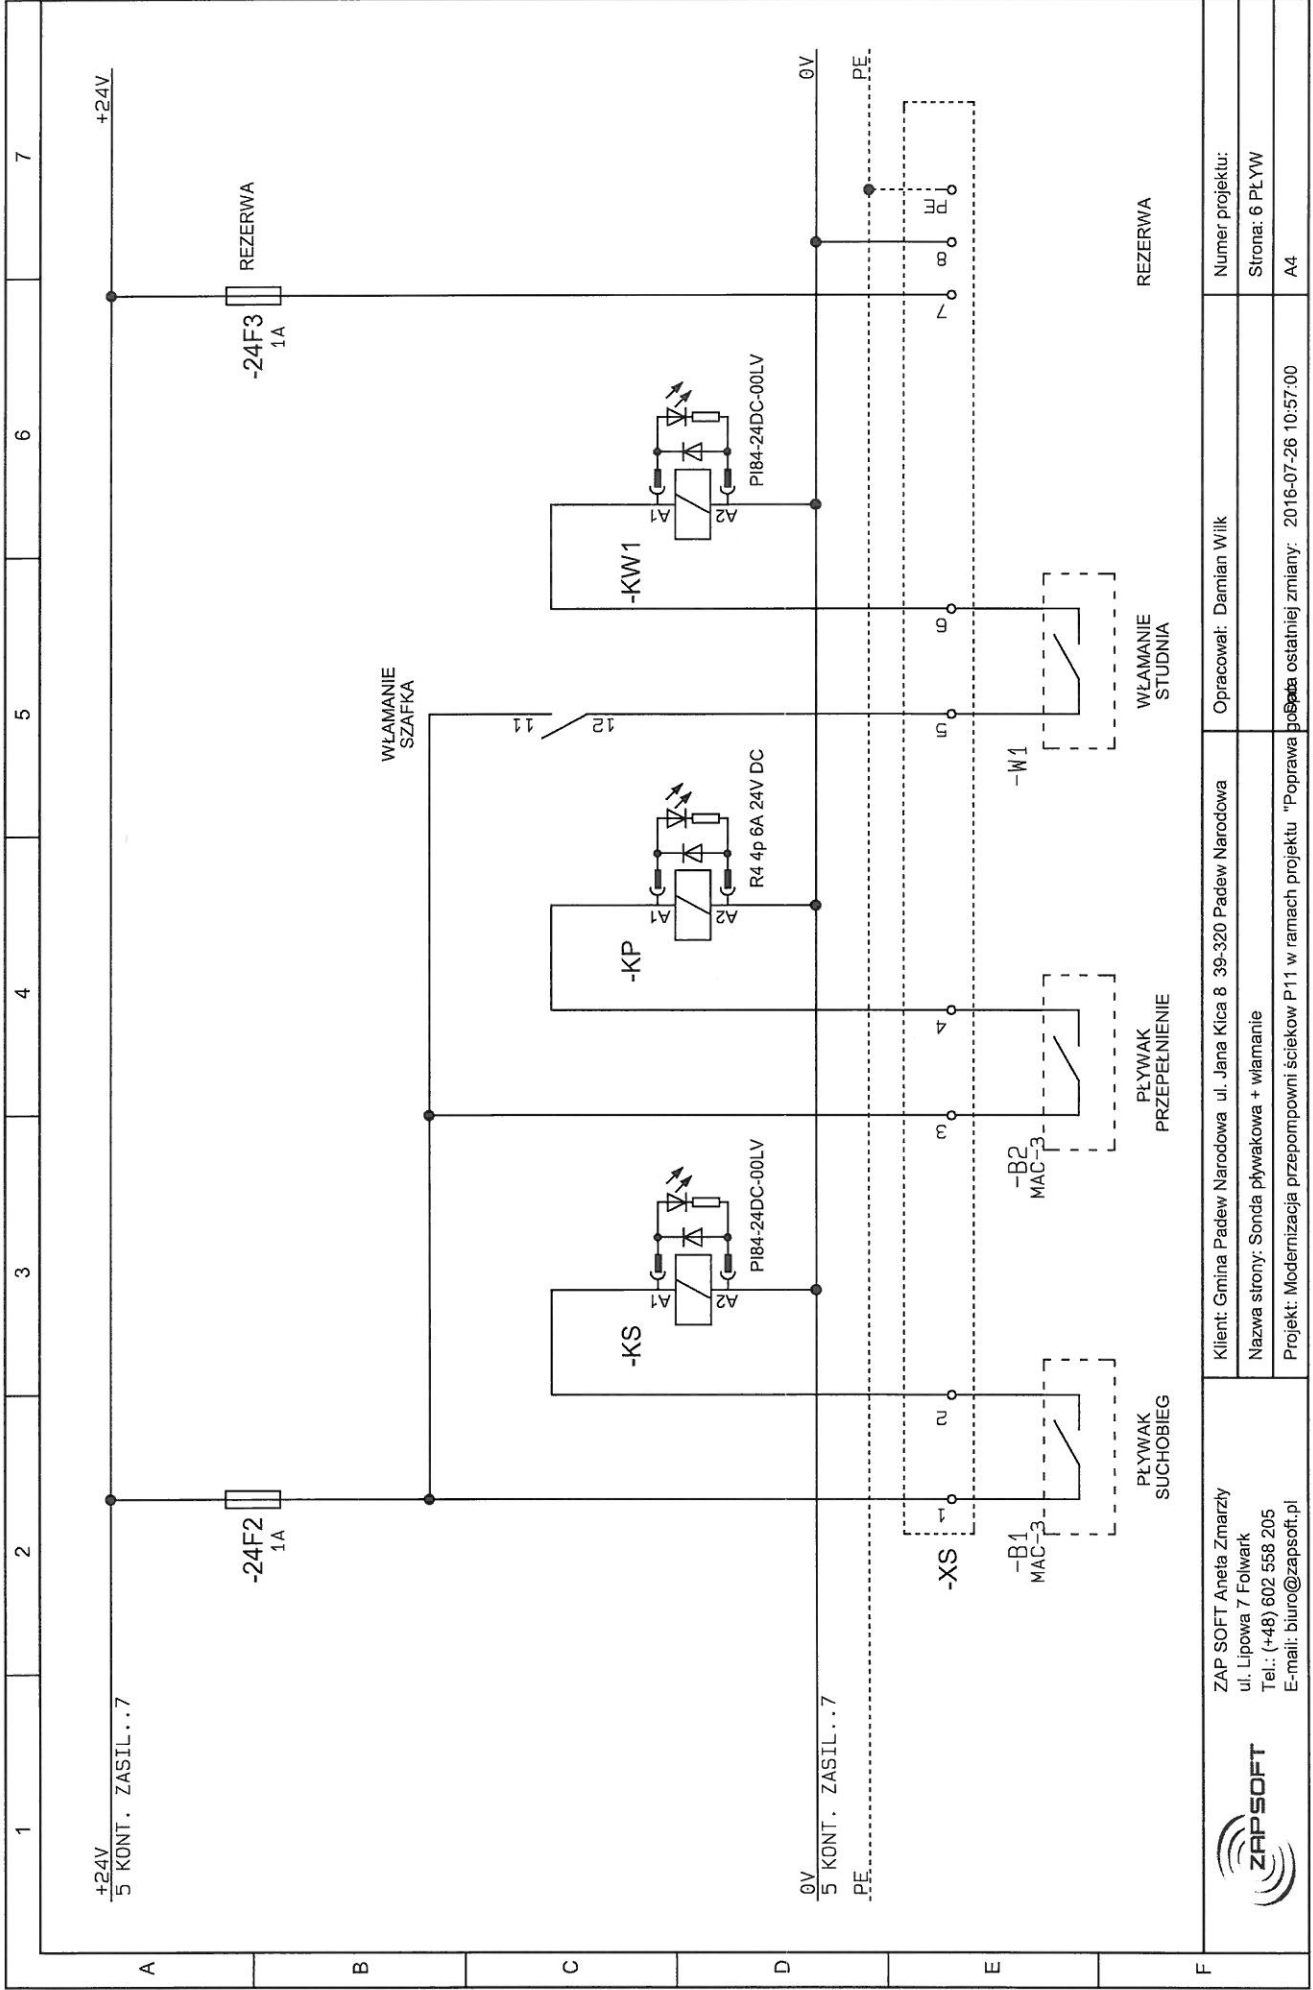 1 2 3 4 5 6 7
A
B
C
D
E
F
+24V
5 KONT. ZASIL..7
+24V
-24F2
1A
-24F3
1A
REZERWA
WŁAMANIE
SZAFKA
11
12
-KS
A1
A2
PI84-24DC-00LV
-KP
A1
A2
R4 4p 6A 24V DC
-KW1
A1
A2
PI84-24DC-00LV
0V
5 KONT. ZASIL..7
0V
PE
PE
-XS
1 2 3 4 5 6 7 8 PE
-B1
MAC-3
-B2
MAC-3
-W1
PŁYWAK
SUCHOBIEG
PŁYWAK
PRZEPEŁNIENIE
WŁAMANIE
STUDNIA
REZERWA
ZAPSOFT
ZAP SOFT Aneta Zmarzły
ul. Lipowa 7 Folwark
Tel.: (+48) 602 558 205
E-mail: biuro@zapsoft.pl
Klient: Gmina Padew Narodowa ul. Jana Kica 8 39-320 Padew Narodowa
Nazwa strony: Sonda pływakowa + włamanie
Projekt: Modernizacja przepompowni ścieków P11 w ramach projektu "Poprawa
Opracował: Damian Wilk
ostatniej zmiany: 2016-07-26 10:57:00
Numer projektu:
Strona: 6 PŁYW
A4